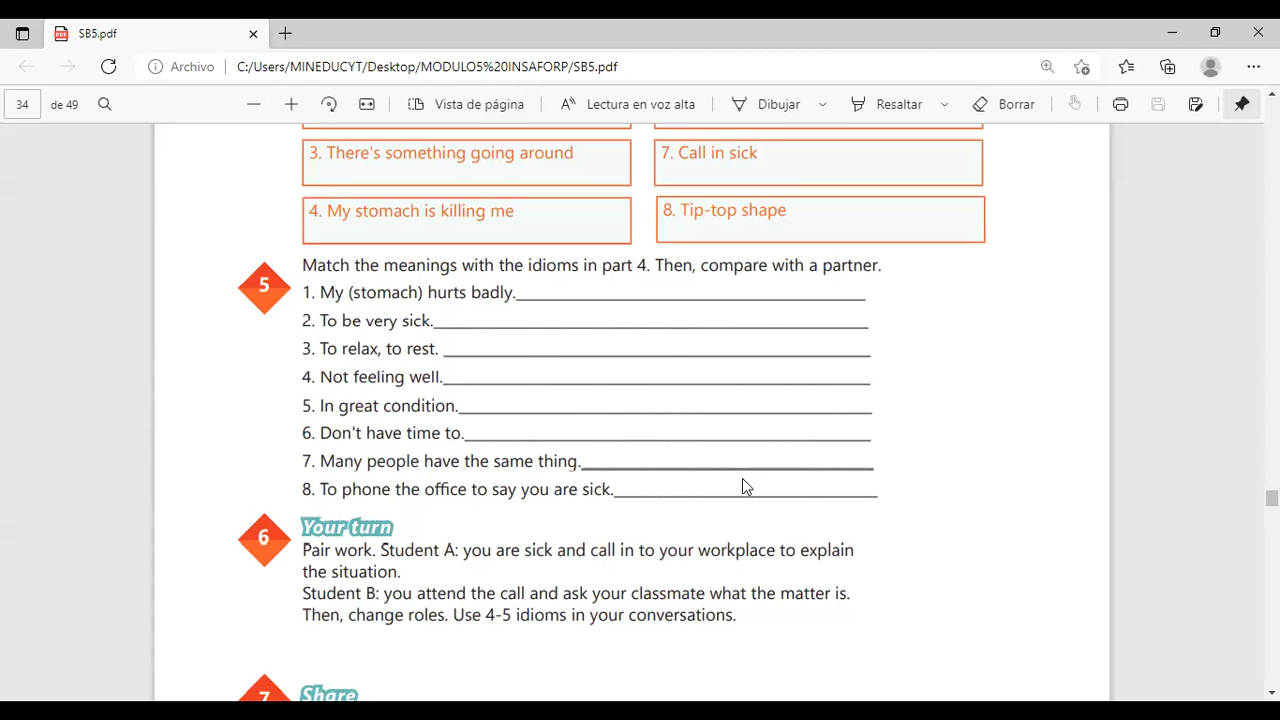 SB5.pdf
Archivo C:/Users/MINEDUCYT/Desktop/MODULO5%20INSAFORP/SB5.pdf
34 de 49 Vista de página Lectura en voz alta Dibujar Resaltar Borrar
3. There's something going around
7. Call in sick
4. My stomach is killing me
8. Tip-top shape
5
Match the meanings with the idioms in part 4. Then, compare with a partner.
1. My (stomach) hurts badly.
2. To be very sick.
3. To relax, to rest.
4. Not feeling well.
5. In great condition.
6. Don't have time to.
7. Many people have the same thing.
8. To phone the office to say you are sick.
6
Your turn
Pair work. Student A: you are sick and call in to your workplace to explain
the situation.
Student B: you attend the call and ask your classmate what the matter is.
Then, change roles. Use 4-5 idioms in your conversations.
7
Share